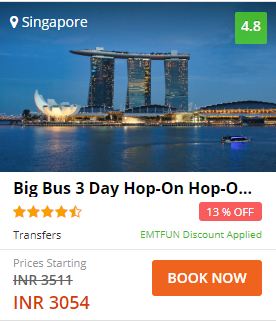 Singapore
4.8
Big Bus 3 Day Hop-On Hop-O...
13 % OFF
Transfers
EMTFUN Discount Applied
Prices Starting
INR 3511
INR 3054
BOOK NOW